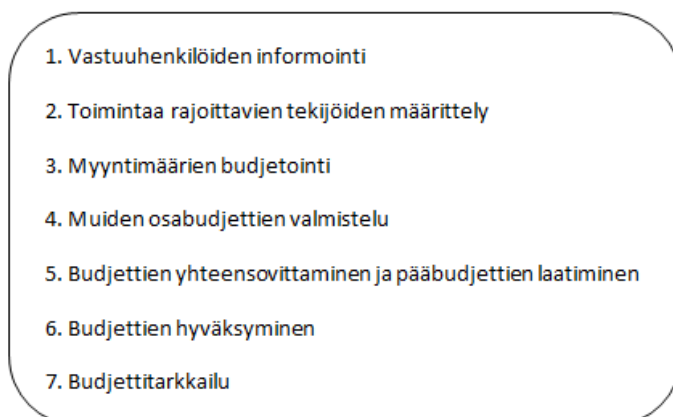 1. Vastuuhenkilöiden informointi
2. Toimintaa rajoittavien tekijöiden määrittely
3. Myyntimäärien budjetointi
4. Muiden osabudjettien valmistelu
5. Budjettien yhteensovittaminen ja pääbudjettien laatiminen
6. Budjettien hyväksyminen
7. Budjettitarkkailu